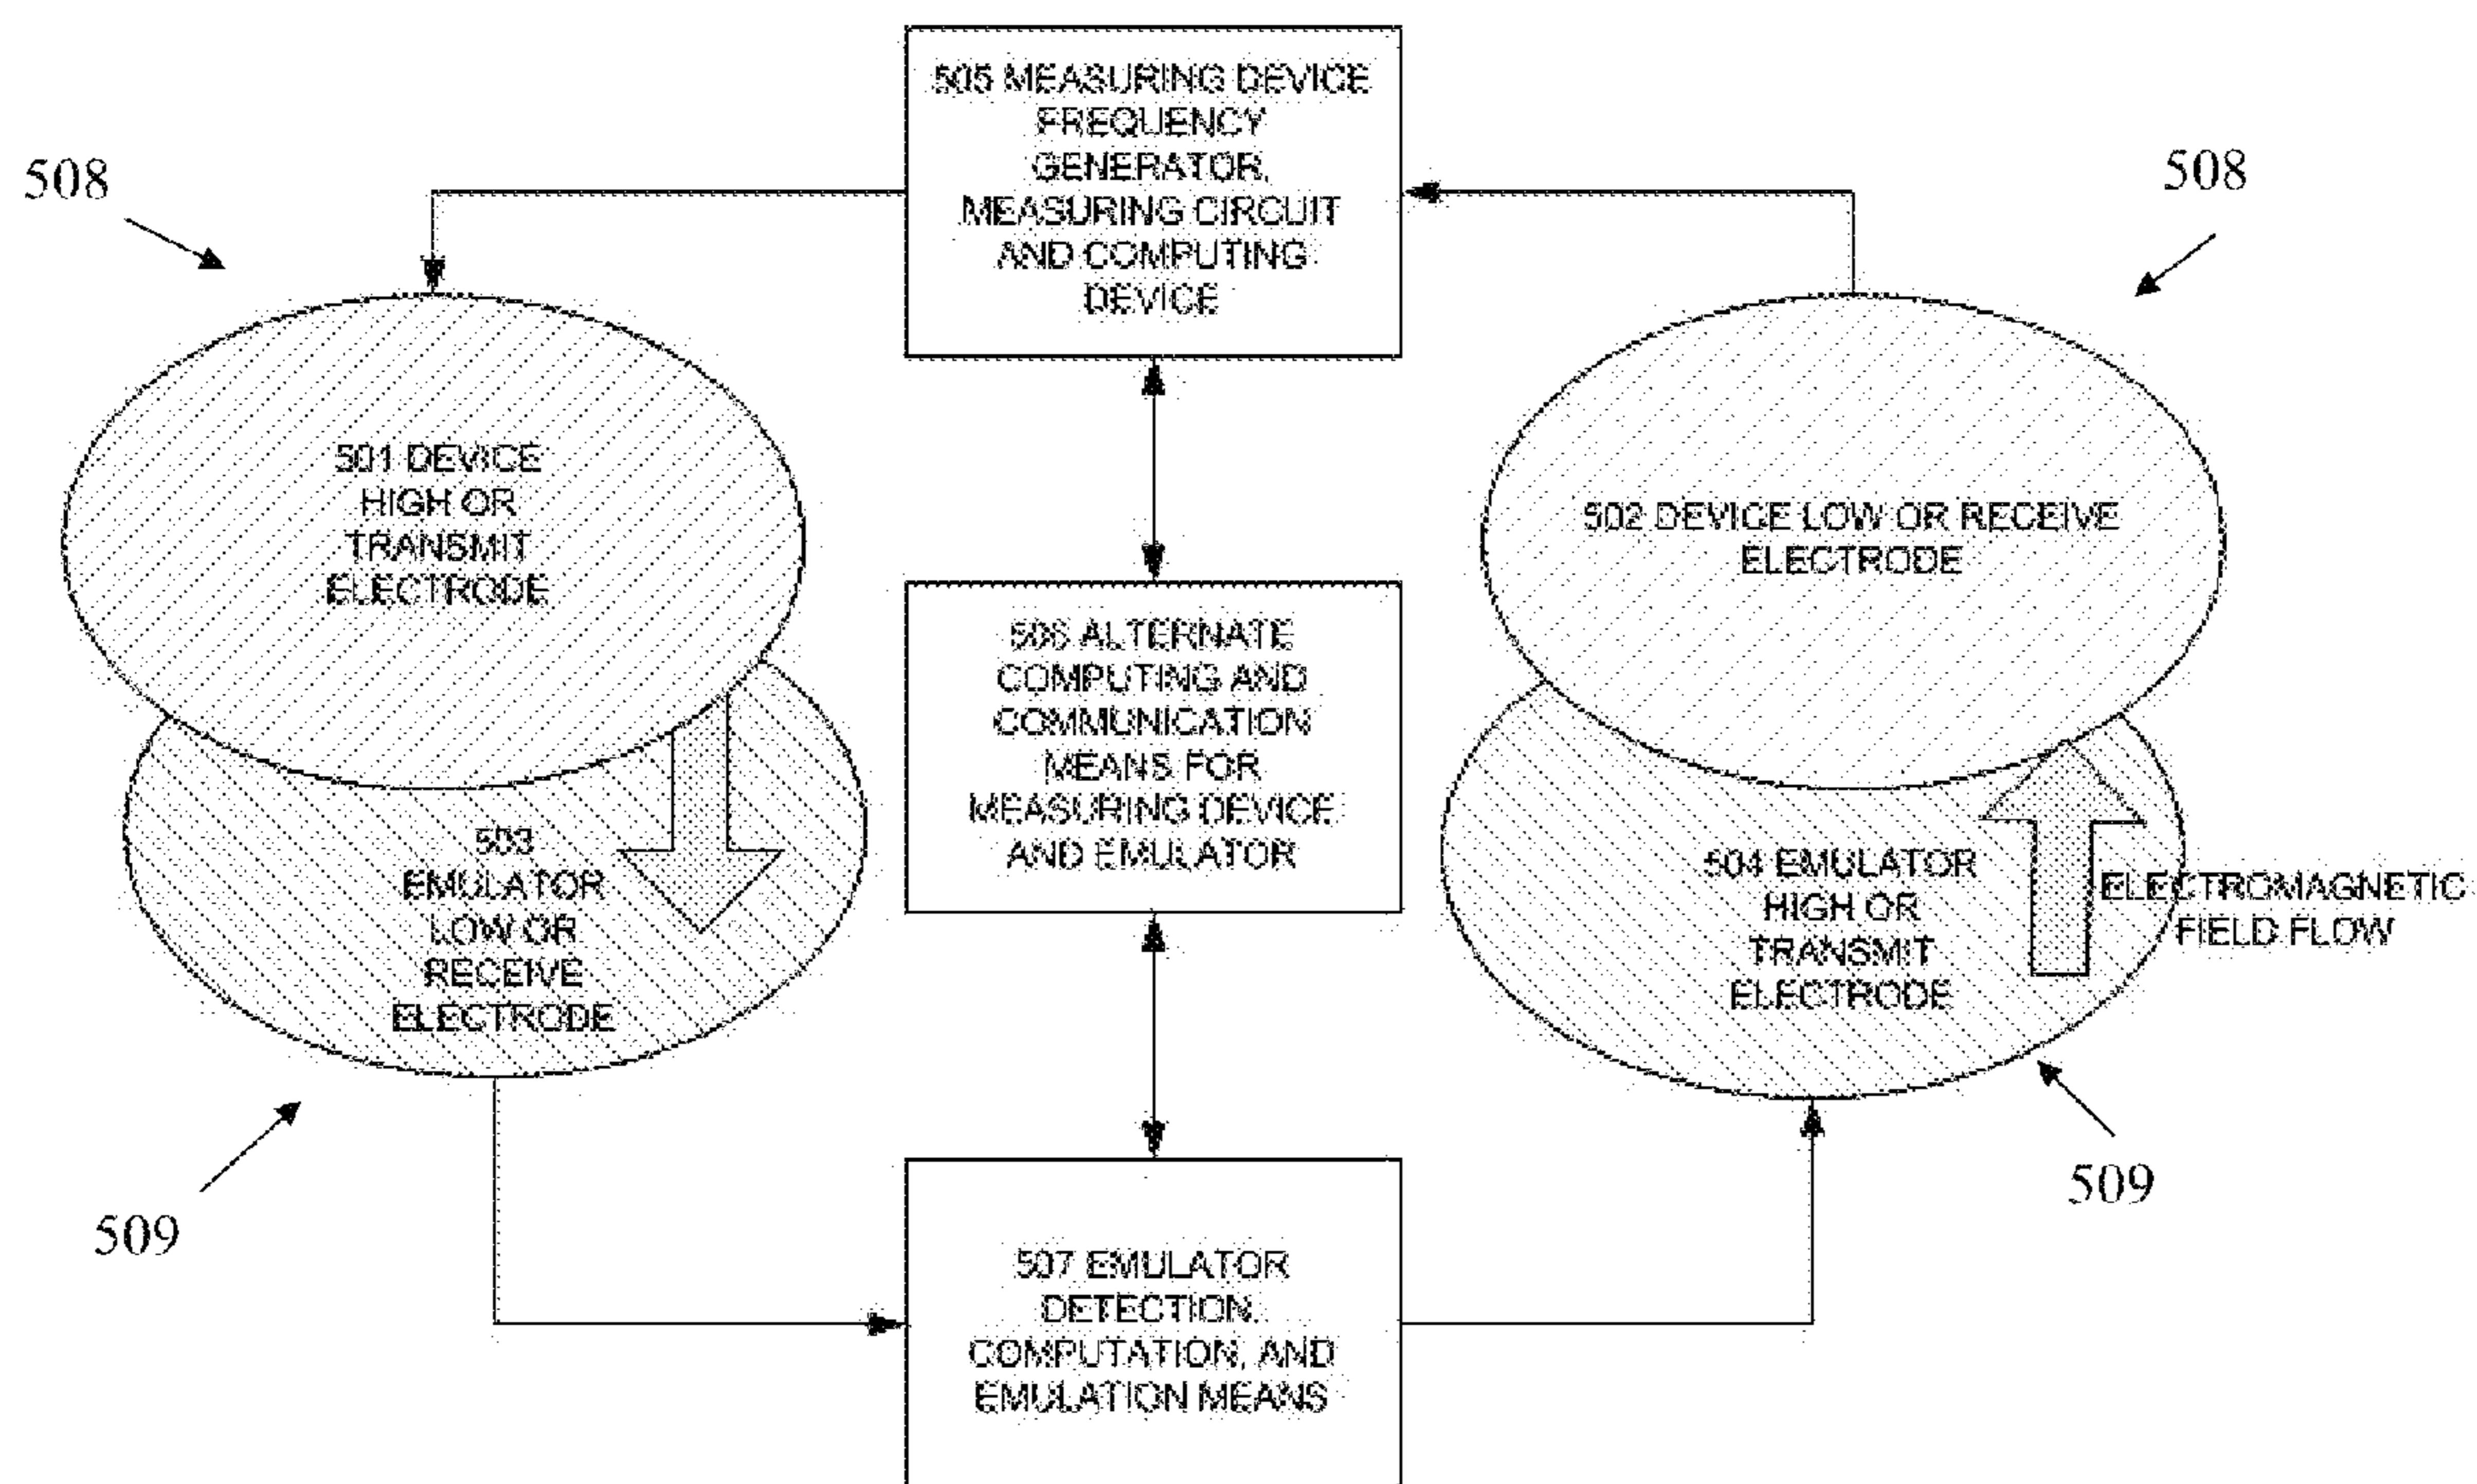 505 MEASURING DEVICE
FREQUENCY
GENERATOR,
MEASURING CIRCUIT
AND COMPUTING
DEVICE
508
508
501 DEVICE
HIGH OR
TRANSMIT
ELECTRODE
502 DEVICE LOW OR RECEIVE
ELECTRODE
506 ALTERNATE
COMPUTING AND
COMMUNICATION
MEANS FOR
MEASURING DEVICE
AND EMULATOR
503
EMULATOR
LOW OR
RECEIVE
ELECTRODE
504 EMULATOR
HIGH OR
TRANSMIT
ELECTRODE
ELECTROMAGNETIC
FIELD FLOW
509
509
507 EMULATOR
DETECTION,
COMPUTATION, AND
EMULATION MEANS